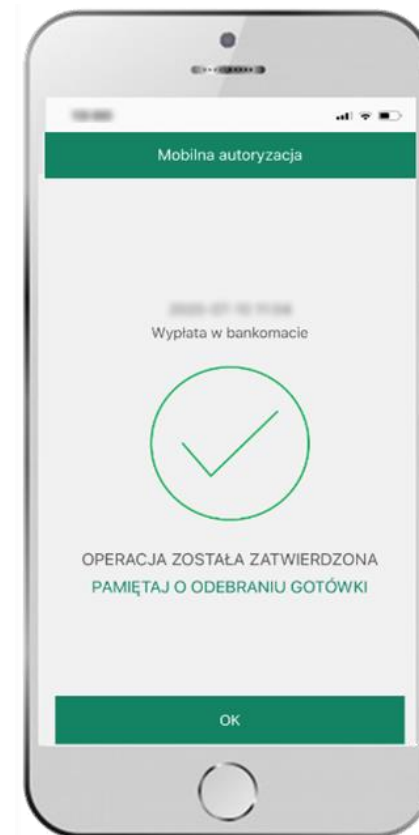 Mobilna autoryzacja
Wypłata w bankomacie
OPERACJA ZOSTAŁA ZATWIERDZONA
PAMIĘTAJ O ODEBRANIU GOTÓWKI
OK